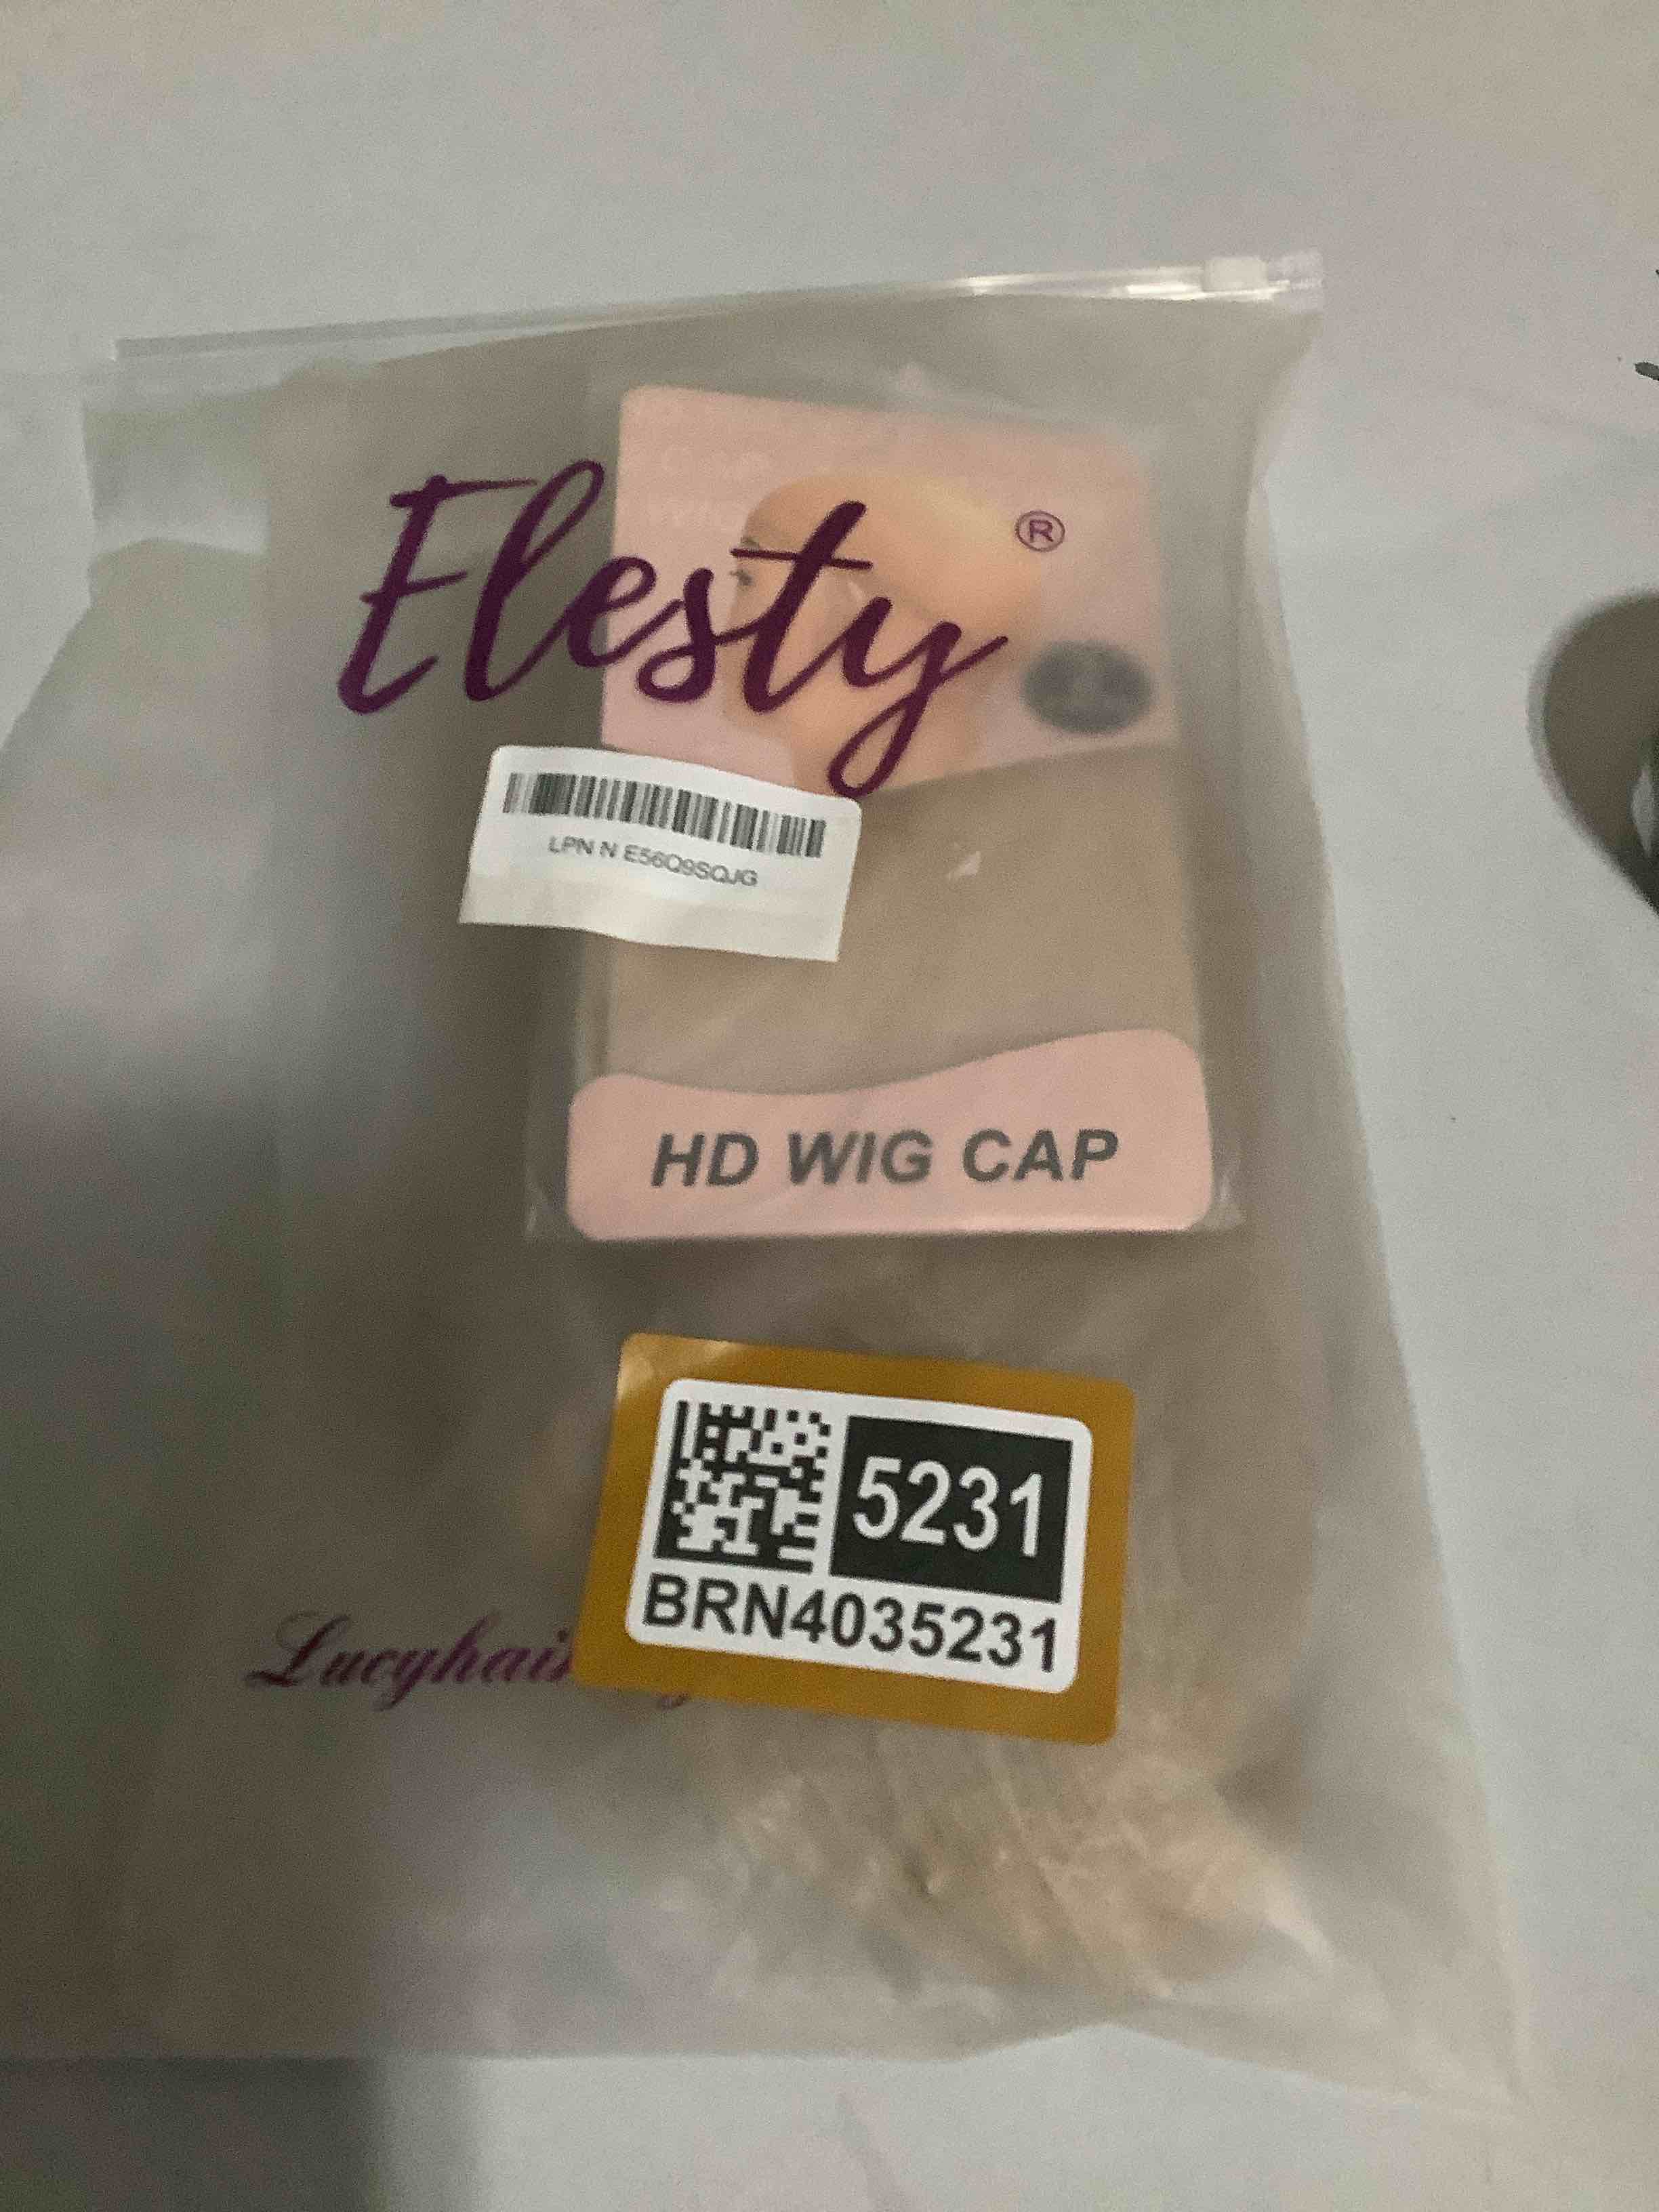 Elesty ®
LPN N E56Q9SQJG
HD WIG CAP
5231
BRN4035231